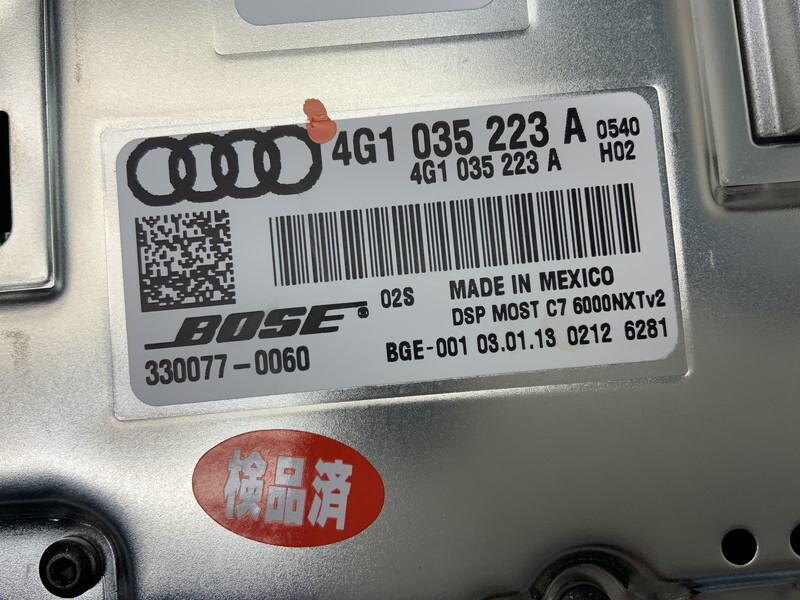 4G1 035 223 A 0540
4G1 035 223 A H02
02S MADE IN MEXICO
DSP MOST C7 6000NXTv2
BOSE®
330077-0060
BGE-001 03.01.13 0212 6281
検品済